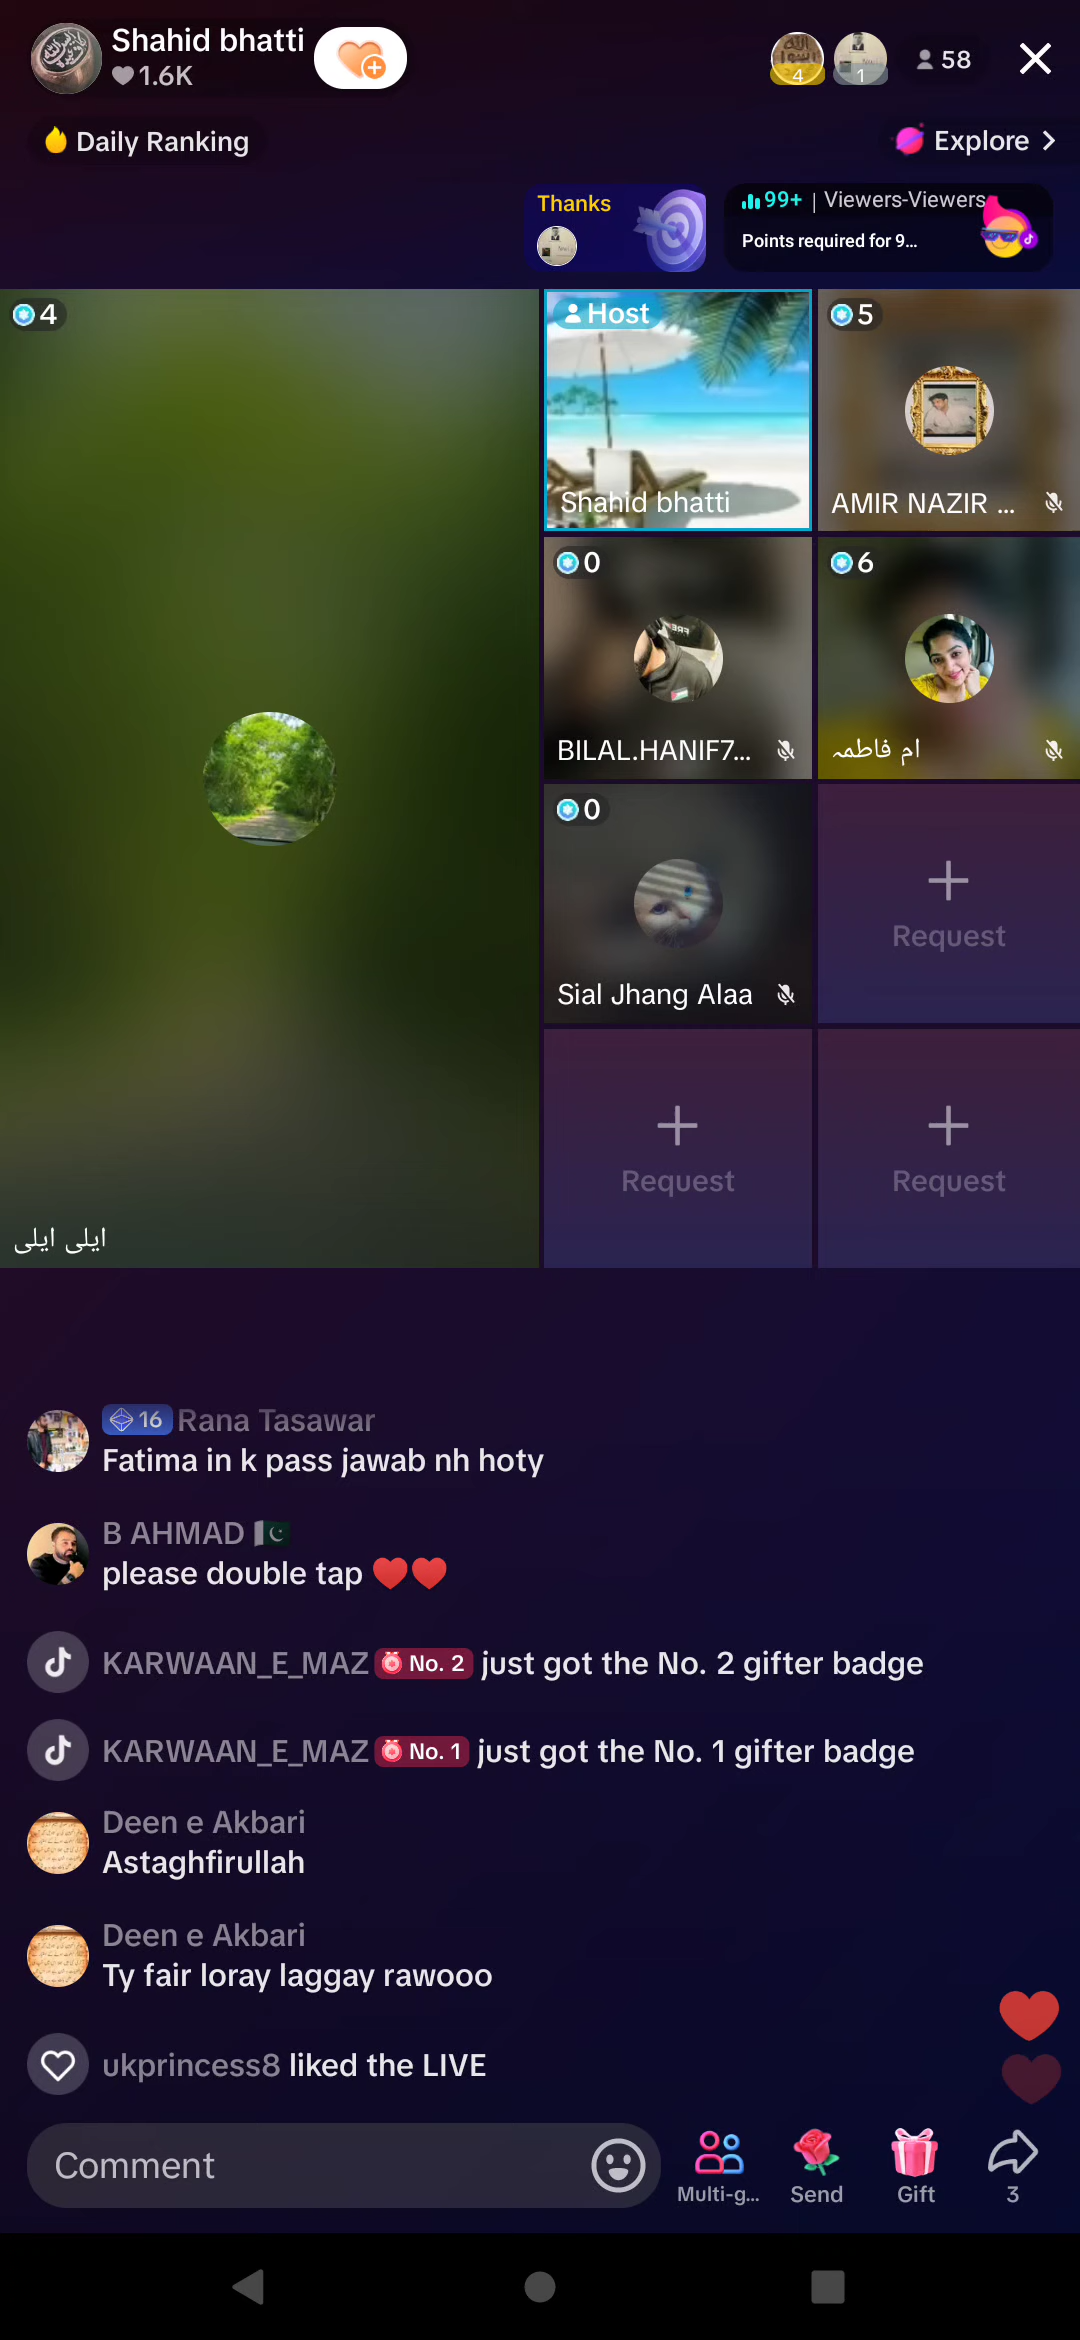 Shahid bhatti
1.6K
4
1
58
Daily Ranking
Explore
Thanks
99+ | Viewers-Viewers
Points required for 9...
4
Host
Shahid bhatti
5
AMIR NAZIR ...
0
BILAL.HANIF7...
6
ام فاطمہ
0
Sial Jhang Alaa
Request
Request
Request
ایلی ایلی
16 Rana Tasawar
Fatima in k pass jawab nh hoty
B AHMAD 🇵🇰
please double tap ❤️❤️
KARWAAN_E_MAZ No. 2 just got the No. 2 gifter badge
KARWAAN_E_MAZ No. 1 just got the No. 1 gifter badge
Deen e Akbari
Astaghfirullah
Deen e Akbari
Ty fair loray laggay rawooo
ukprincess8 liked the LIVE
Comment
Multi-g...
Send
Gift
3